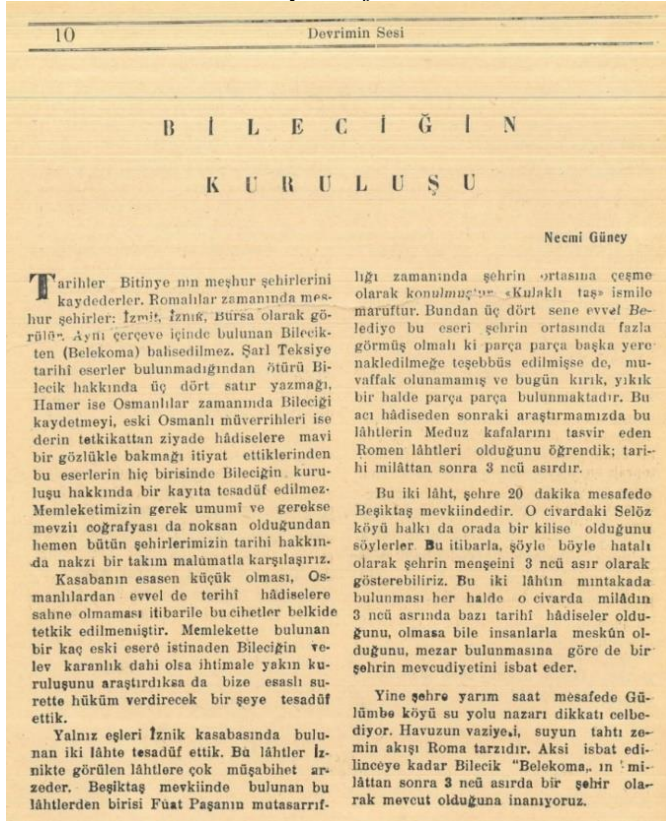 10
Devrimin Sesi
BİLECİĞİN
KURULUŞU
Necmi Güney
Tarihler Bitinye nın meşhur şehirlerini
kaydederler. Romalılar zamanında meş-
hur şehirler: İzmit, İznik, Bursa olarak gö-
rülür. Aynı çerçeve içinde bulunan Bilecik-
ten (Belekoma) bahsedilmez. Şarl Teksiye
tarihî eserler bulunmadığından ötürü Bi-
lecik hakkında üç dört satır yazmağı,
Hamer ise Osmanlılar zamanında Bileciği
kaydetmeyi, eski Osmanlı müverrihleri ise
derin tetkikattan ziyade hâdiselere mavi
bir gözlükle bakmağı itiyat ettiklerinden
bu eserlerin hiç birisinde Bileciğin kuru-
luşu hakkında bir kayıta tesadüf edilmez.
Memleketimizin gerek umumî ve gerekse
mevziî coğrafyası da noksan olduğundan
hemen bütün şehirlerimizin tarihi hakkın-
da nakzı bir takım malûmatla karşılaşırız.
Kasabanın esasen küçük olması, Os-
manlılardan evvel de terihî hâdiselere
sahne olmaması itibarile bu cihetler belkide
tetkik edilmemiştir. Memlekette bulunan
bir kaç eski eserê istinaden Bileciğin ve-
lev karanlık dahi olsa ihtimale yakın ku-
ruluşunu araştırdıksa da bize esaslı su-
rette hüküm verdirecek bir şeye tesadüf
ettik.
Yalnız eşleri İznik kasabasında bulu-
nan iki lâhte tesadüf ettik. Bu lâhtler İz-
nikte görülen lâhtlere çok müşabihet ar-
zeder. Beşiktaş mevkiinde bulunan bu
lâhtlerden birisi Fuat Paşanın mutasarrıf-
lığı zamanında şehrin ortasına çeşme
olarak konulmuştur «Kulaklı taş» ismile
maruftur. Bundan üç dört sene evvel Be-
lediye bu eseri şehrin ortasında fazla
görmüş olmalı ki parça parça başka yere
nakledilmeğe teşebbüs edilmişse de, mu-
vaffak olunamamış ve bugün kırık, yıkık
bir halde parça parça bulunmaktadır. Bu
acı hâdiseden sonraki araştırmamızda bu
lâhtlerin Meduz kafalarını tasvir eden
Romen lâhtleri olduğunu öğrendik; tari-
hi milâttan sonra 3 ncü asırdır.
Bu iki lâht, şehre 20 dakika mesafede
Beşiktaş mevkiindedir. O civardaki Selöz
köyü halkı da orada bir kilise olduğunu
söylerler. Bu itibarla, şöyle böyle hatalı
olarak şehrin menşeini 3 ncü asır olarak
gösterebiliriz. Bu iki lâhtın mıntakada
bulunması her halde o civarda milâdın
3 ncü asrında bazı tarihî hâdiseler oldu-
ğunu, olmasa bile insanlarla meskûn ol-
duğunu, mezar bulunmasına göre de bir
şehrin mevcudiyetini isbat eder.
Yine şehre yarım saat mesafede Gü-
lümbe köyü su yolu nazarı dikkati celbe-
diyor. Havuzun vaziyeti, suyun tahtı ze-
min akışı Roma tarzıdır. Aksi isbat edi-
linceye kadar Bilecik "Belekoma„ ın mi-
lâttan sonra 3 ncü asırda bir şehir ola-
rak mevcut olduğuna inanıyoruz.